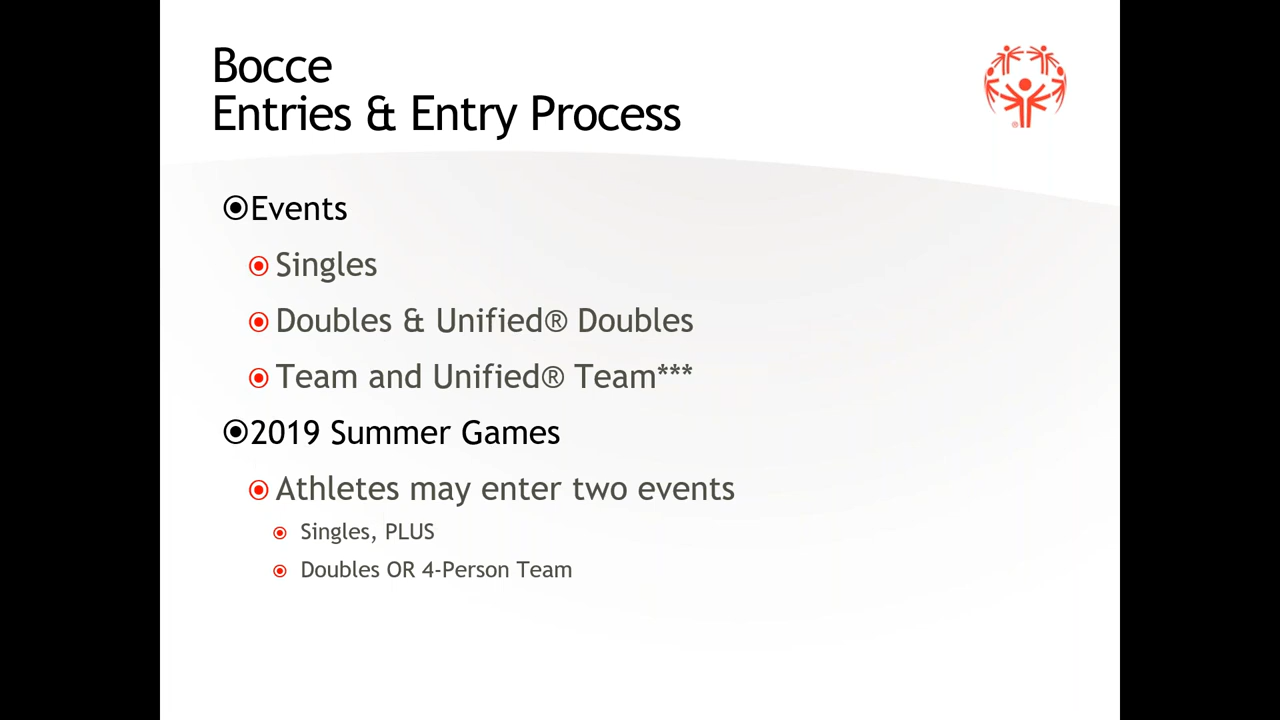 Bocce
Entries & Entry Process
Events
Singles
Doubles & Unified® Doubles
Team and Unified® Team***
2019 Summer Games
Athletes may enter two events
Singles, PLUS
Doubles OR 4-Person Team
®